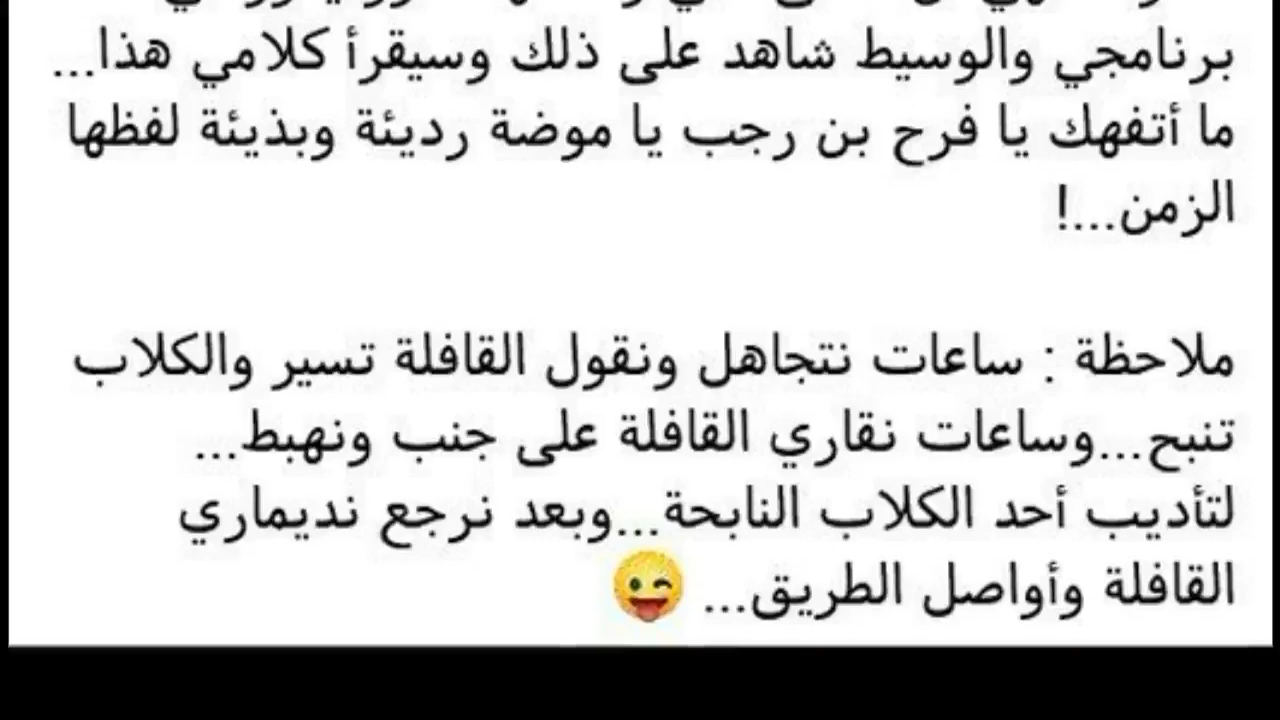 برنامجي والوسيط شاهد على ذلك وسيقرأ كلامي هذا...
ما أتفهك يا فرح بن رجب يا موضة رديئة وبذيئة لفظها
الزمن...!
ملاحظة : ساعات نتجاهل ونقول القافلة تسير والكلاب
تنبح...وساعات نقاري القافلة على جنب ونهبط...
لتأديب أحد الكلاب النابحة...وبعد نرجع نديماري
القافلة وأواصل الطريق... 😜